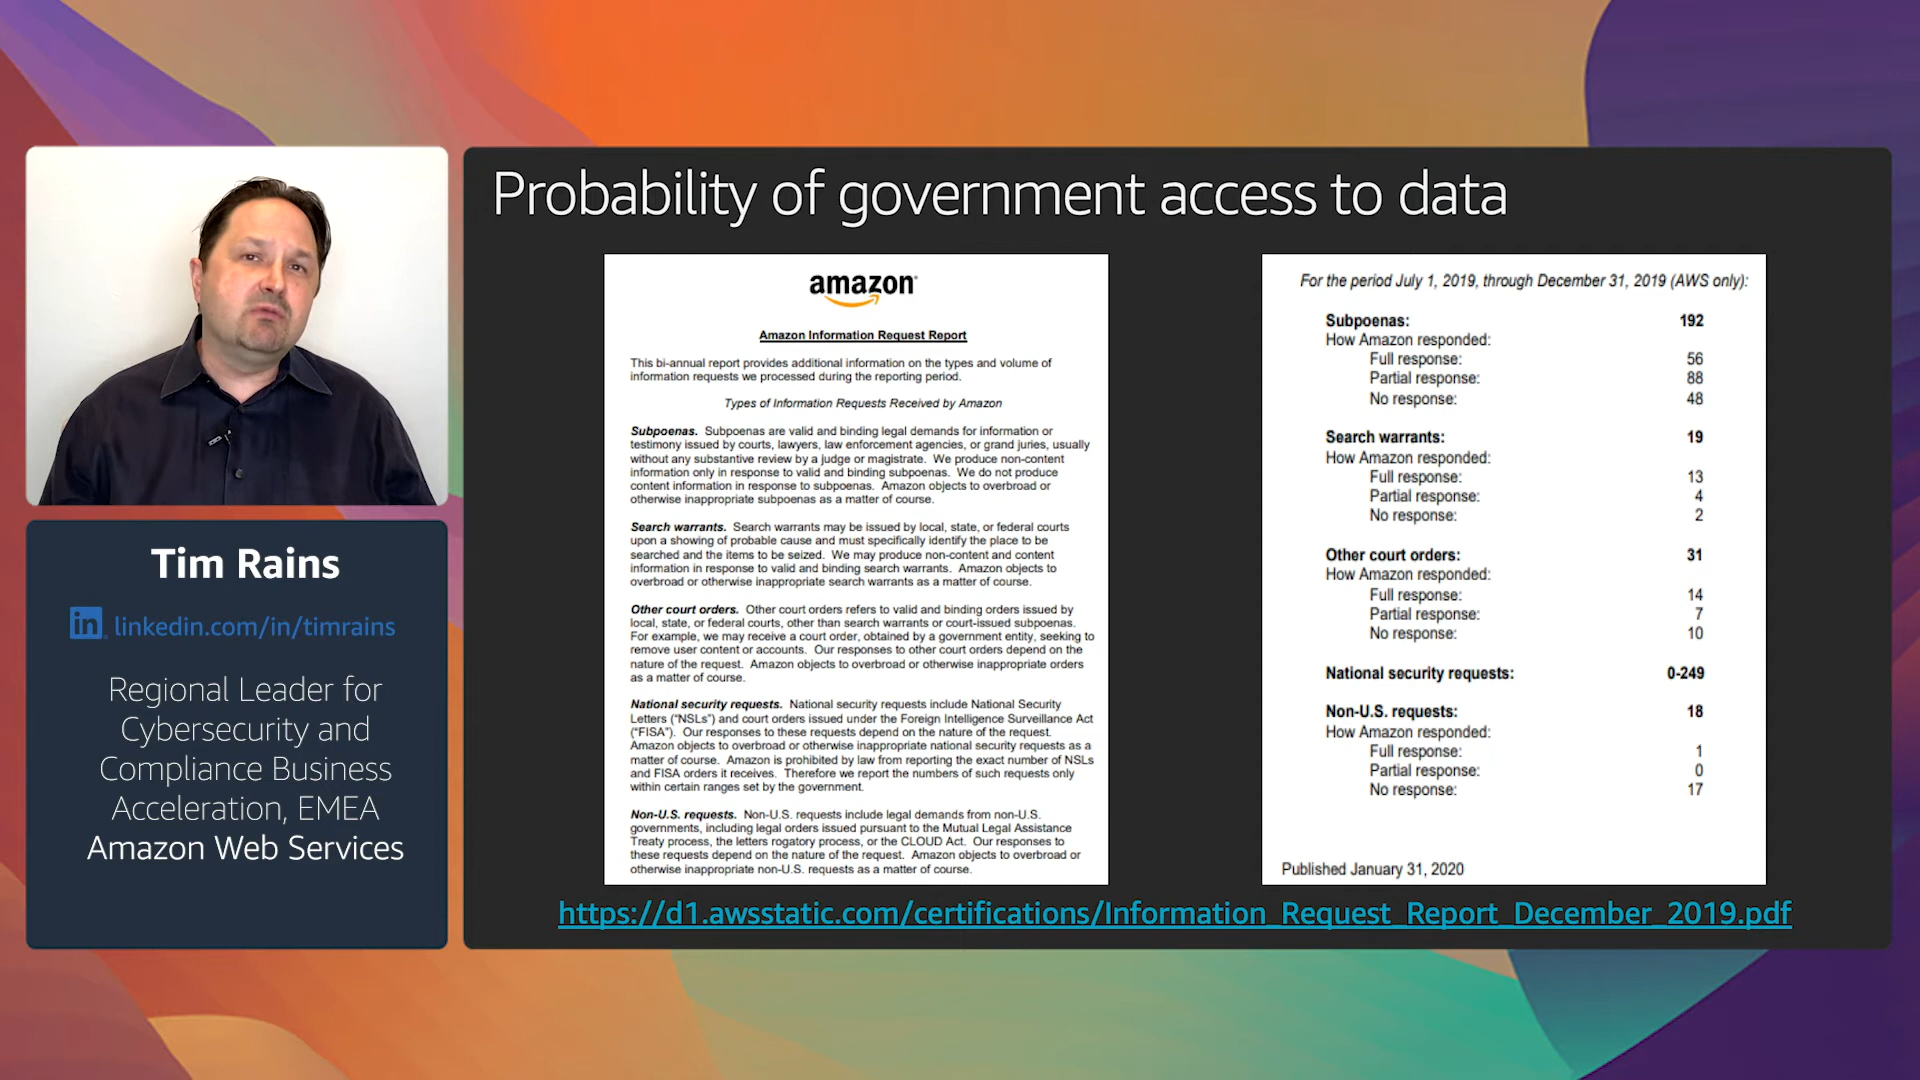 Probability of government access to data
Tim Rains
in linkedin.com/in/timrains
Regional Leader for
Cybersecurity and
Compliance Business
Acceleration, EMEA
Amazon Web Services
amazon
Amazon Information Request Report
This bi-annual report provides additional information on the types and volume of
information requests we processed during the reporting period.
Types of Information Requests Received by Amazon
Subpoenas. Subpoenas are valid and binding legal demands for information or
testimony issued by courts, lawyers, law enforcement agencies, or grand juries, usually
without any substantive review by a judge or magistrate. We produce non-content
information only in response to valid and binding subpoenas. We do not produce
content information in response to subpoenas. Amazon objects to overbroad or
otherwise inappropriate subpoenas as a matter of course.
Search warrants. Search warrants may be issued by local, state, or federal courts
upon a showing of probable cause and must specifically identify the place to be
searched and the items to be seized. We may produce non-content and content
information in response to valid and binding search warrants. Amazon objects to
overbroad or otherwise inappropriate search warrants as a matter of course.
Other court orders. Other court orders refers to valid and binding orders issued by
local, state, or federal courts, other than search warrants or court-issued subpoenas.
For example, we may receive a court order, obtained by a government entity, seeking to
remove user content or accounts. Our responses to other court orders depend on the
nature of the request. Amazon objects to overbroad or otherwise inappropriate orders
as a matter of course.
National security requests. National security requests include National Security
Letters ("NSLs") and court orders issued under the Foreign Intelligence Surveillance Act
("FISA"). Our responses to these requests depend on the nature of the request.
Amazon objects to overbroad or otherwise inappropriate national security requests as a
matter of course. Amazon is prohibited by law from reporting the exact number of NSLs
and FISA orders it receives. Therefore we report the numbers of such requests only
within certain ranges set by the government.
Non-U.S. requests. Non-U.S. requests include legal demands from non-U.S.
governments, including legal orders issued pursuant to the Mutual Legal Assistance
Treaty process, the letters rogatory process, or the CLOUD Act. Our responses to
these requests depend on the nature of the request. Amazon objects to overbroad or
otherwise inappropriate non-U.S. requests as a matter of course.
For the period July 1, 2019, through December 31, 2019 (AWS only):
Subpoenas: 192
How Amazon responded:
Full response: 56
Partial response: 88
No response: 48
Search warrants: 19
How Amazon responded:
Full response: 13
Partial response: 4
No response: 2
Other court orders: 31
How Amazon responded:
Full response: 14
Partial response: 7
No response: 10
National security requests: 0-249
Non-U.S. requests: 18
How Amazon responded:
Full response: 1
Partial response: 0
No response: 17
Published January 31, 2020
https://d1.awsstatic.com/certifications/Information_Request_Report_December_2019.pdf